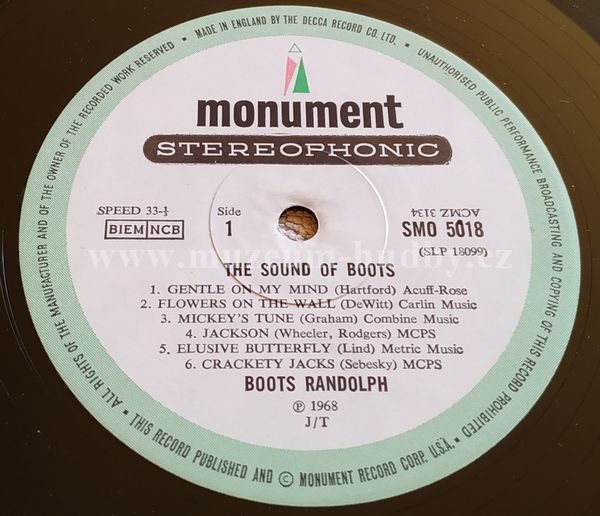 MADE IN ENGLAND BY THE DECCA RECORD CO. LTD. • UNAUTHORISED PUBLIC PERFORMANCE BROADCASTING AND COPYING OF THIS RECORD PROHIBITED • THIS RECORD PUBLISHED AND © MONUMENT RECORD CORP. U.S.A. • ALL RIGHTS OF THE MANUFACTURER AND OF THE OWNER OF THE RECORDED WORK RESERVED •
monument
STEREOPHONIC
SPEED 33-⅓
BIEM NCB
Side
1
ACMZ 3134
SMO 5018
(SLP 18099)
www.muzeum-hudby.cz
THE SOUND OF BOOTS
1. GENTLE ON MY MIND (Hartford) Acuff-Rose
2. FLOWERS ON THE WALL (DeWitt) Carlin Music
3. MICKEY'S TUNE (Graham) Combine Music
4. JACKSON (Wheeler, Rodgers) MCPS
5. ELUSIVE BUTTERFLY (Lind) Metric Music
6. CRACKETY JACKS (Sebesky) MCPS
BOOTS RANDOLPH
℗ 1968
J/T